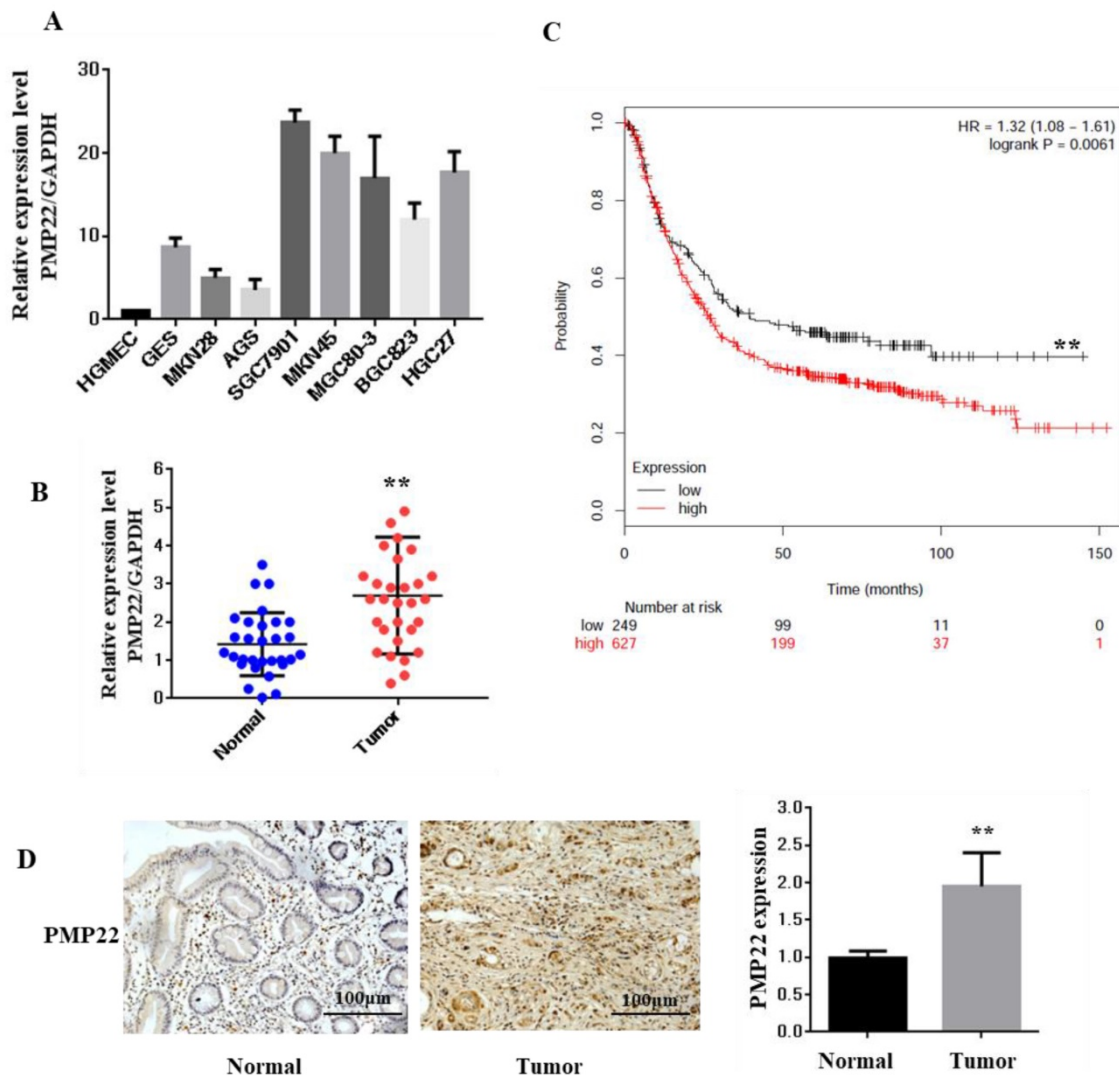 A
Relative expression level
PMP22/GAPDH
30
20
10
0
HGMEC
GES
MKN28
AGS
SGC7901
MKN45
MGC80-3
BGC823
HGC27
B
Relative expression level
PMP22/GAPDH
6
5
4
3
2
1
0
**
Normal
Tumor
C
Probability
1.0
0.8
0.6
0.4
0.2
0.0
HR = 1.32 (1.08 – 1.61)
logrank P = 0.0061
**
Expression
low
high
0
50
100
150
Time (months)
Number at risk
low 249 99 11 0
high 627 199 37 1
D
PMP22
100μm
100μm
Normal
Tumor
PMP22 expression
3.0
2.5
2.0
1.5
1.0
0.5
0.0
**
Normal
Tumor